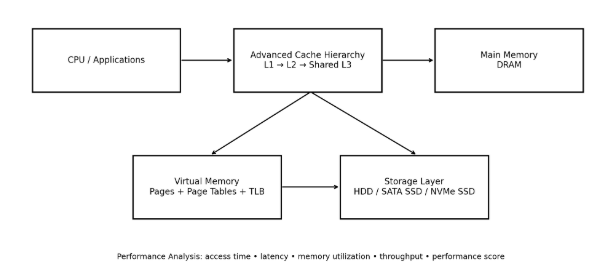 CPU / Applications
Advanced Cache Hierarchy
L1 → L2 → Shared L3
Main Memory
DRAM
Virtual Memory
Pages + Page Tables + TLB
Storage Layer
HDD / SATA SSD / NVMe SSD
Performance Analysis: access time • latency • memory utilization • throughput • performance score